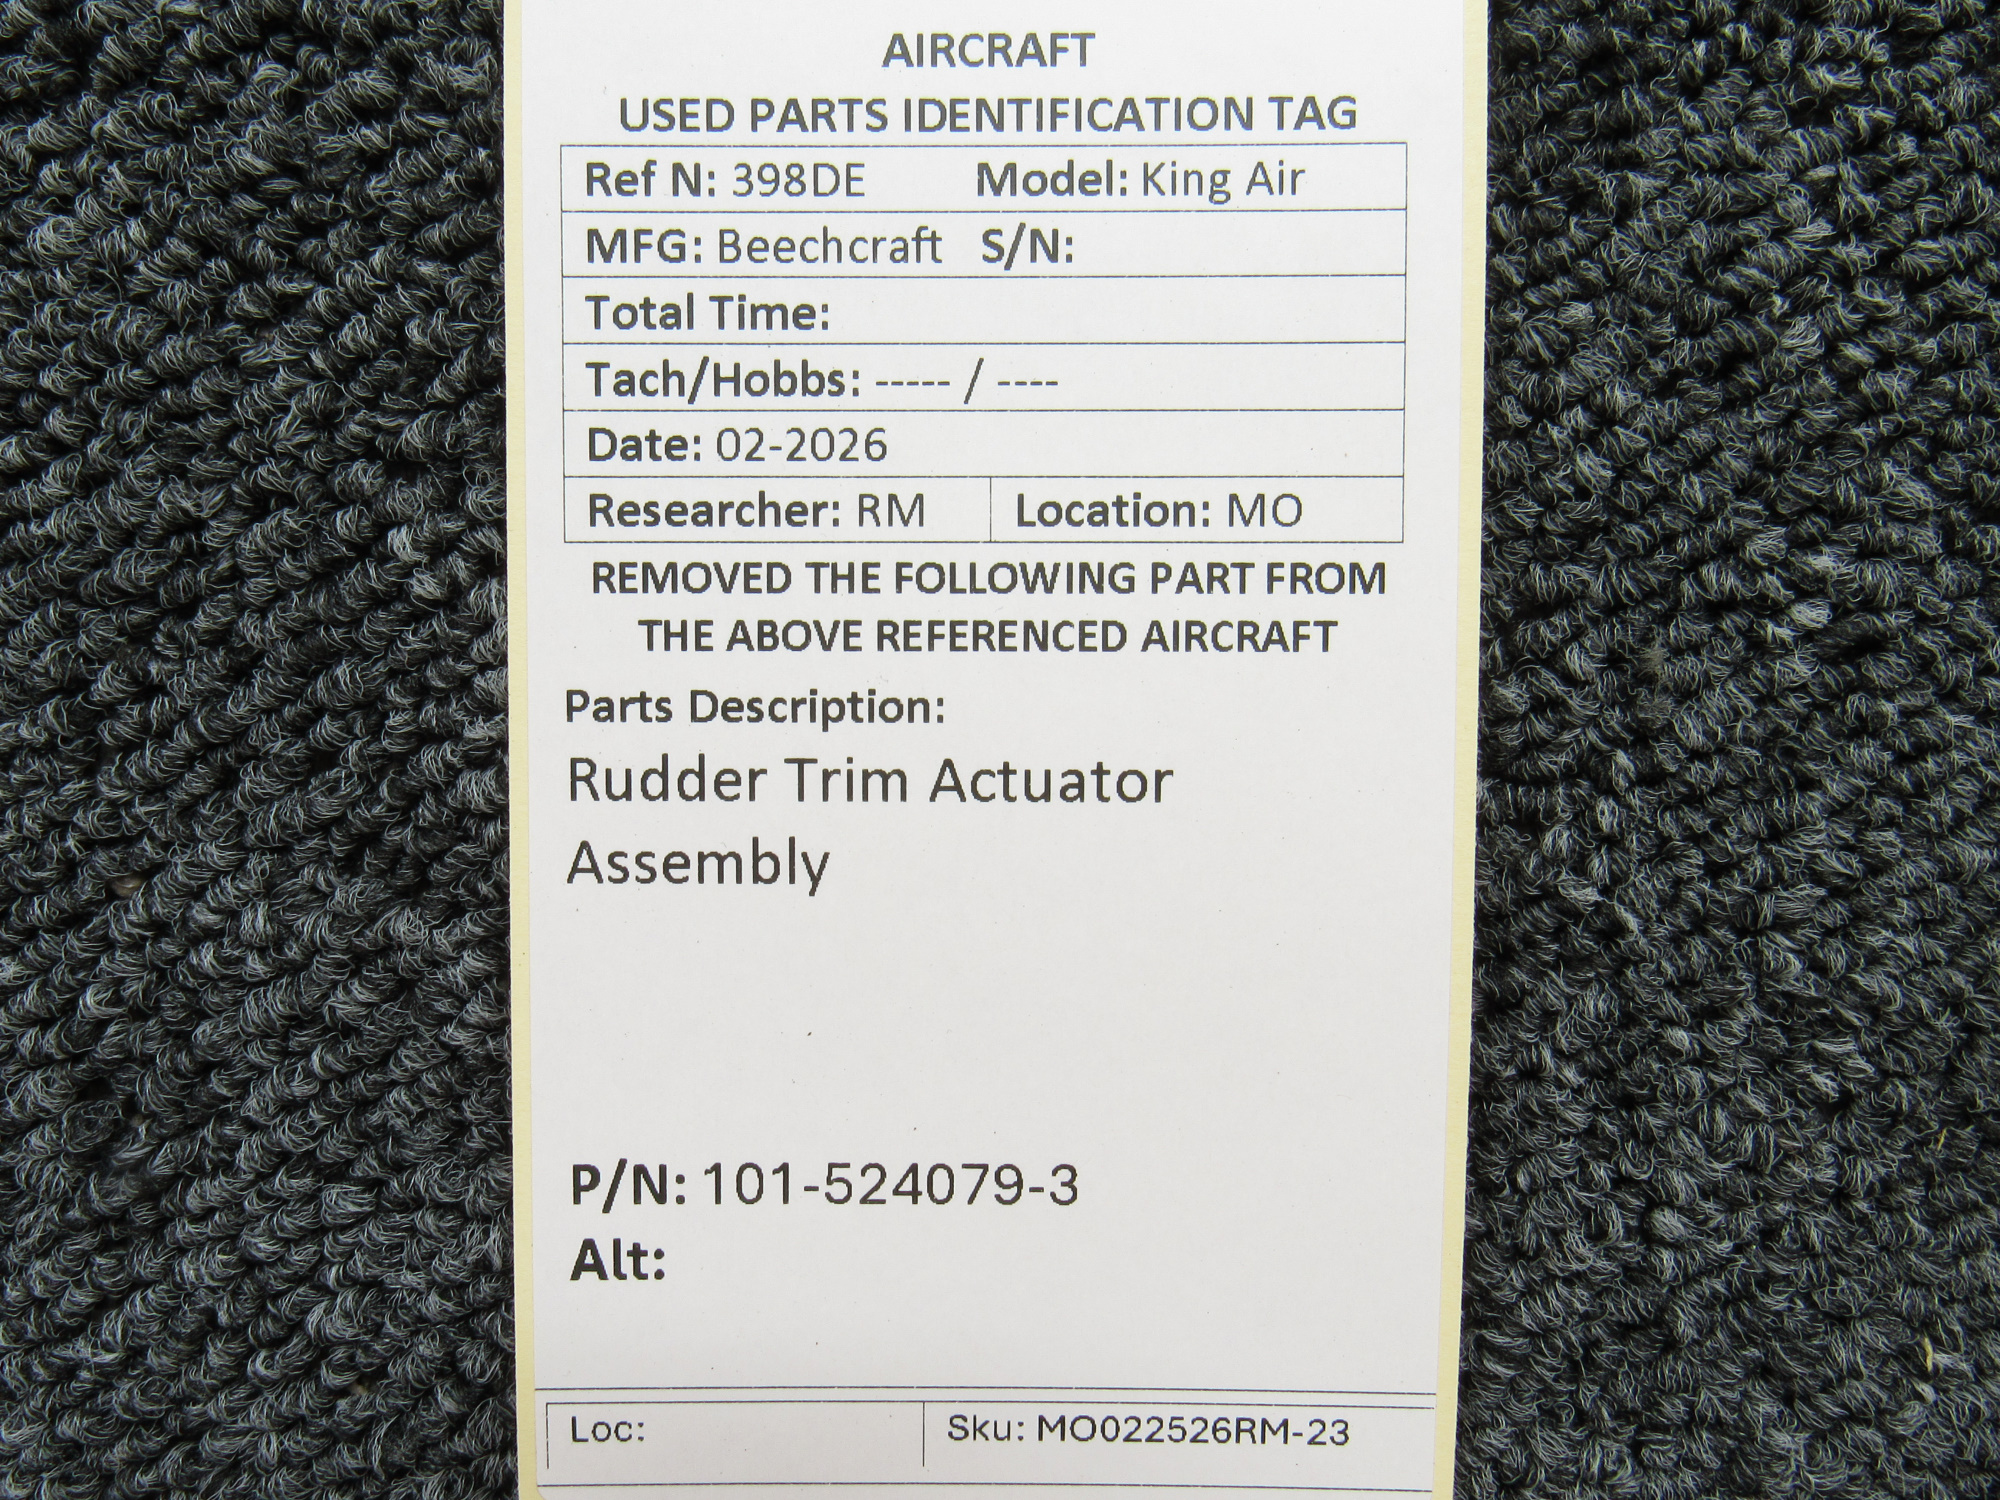 AIRCRAFT
USED PARTS IDENTIFICATION TAG
Ref N: 398DE Model: King Air
MFG: Beechcraft S/N:
Total Time:
Tach/Hobbs: ----- / ----
Date: 02-2026
Researcher: RM Location: MO
REMOVED THE FOLLOWING PART FROM
THE ABOVE REFERENCED AIRCRAFT
Parts Description:
Rudder Trim Actuator
Assembly
P/N: 101-524079-3
Alt:
Loc: Sku: MO022526RM-23